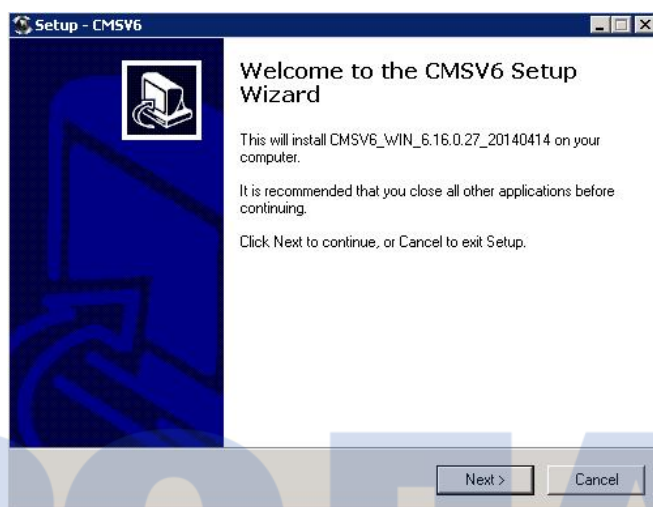 Setup - CMSV6
Welcome to the CMSV6 Setup
Wizard
This will install CMSV6_WIN_6.16.0.27_20140414 on your
computer.
It is recommended that you close all other applications before
continuing.
Click Next to continue, or Cancel to exit Setup.
Next >
Cancel